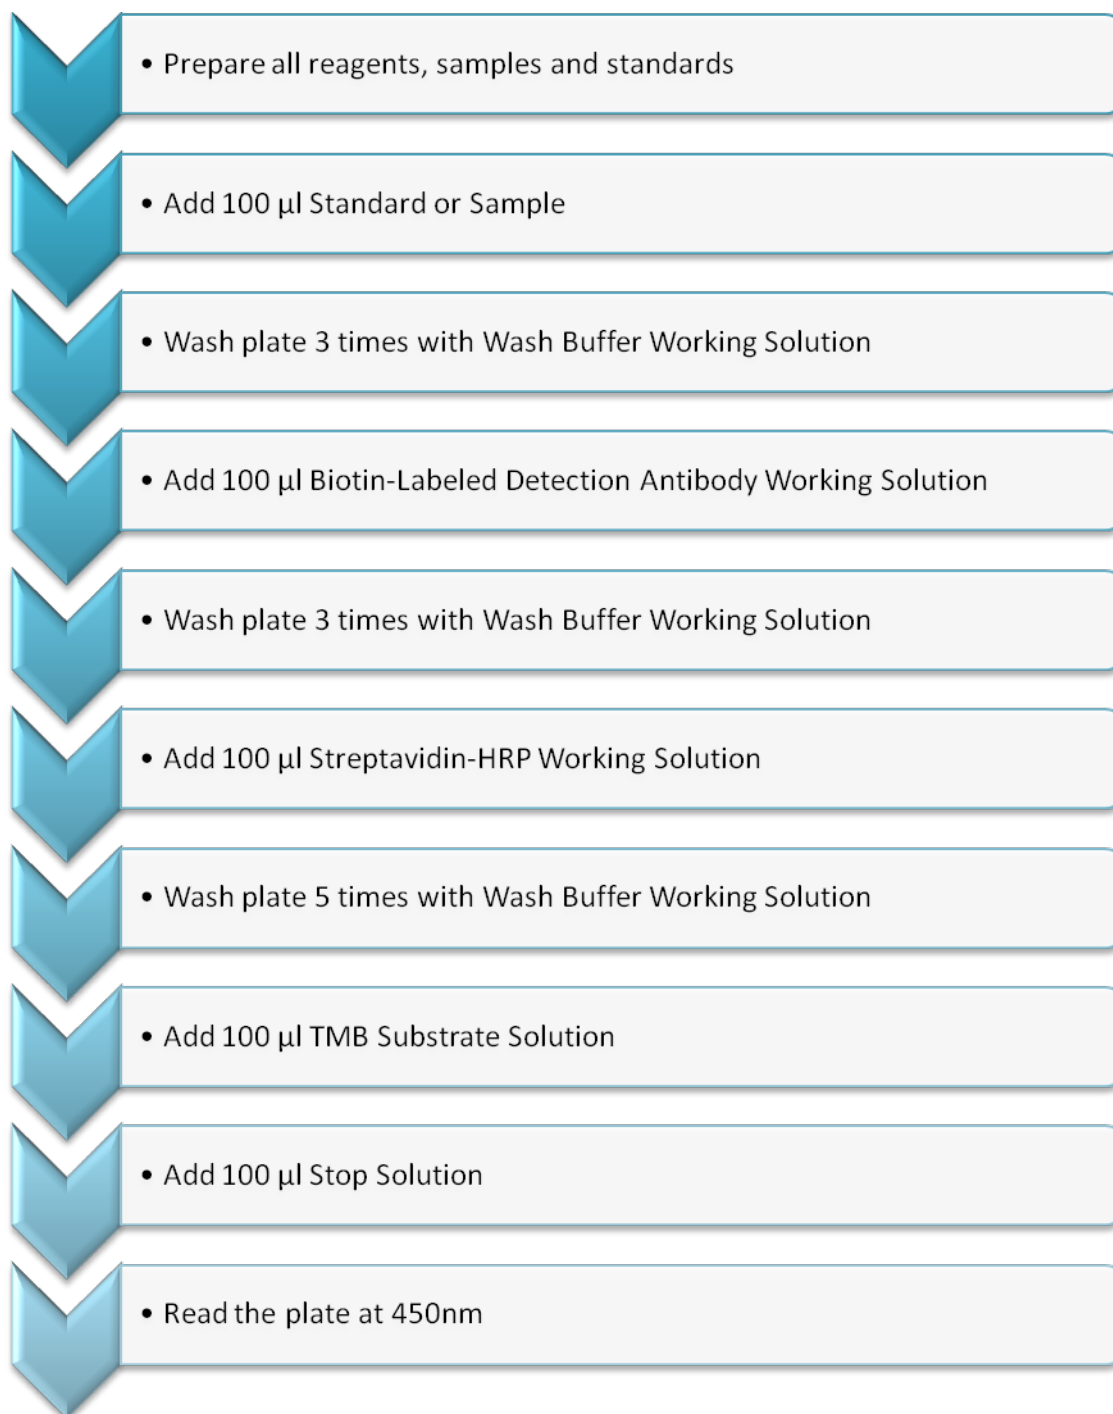 • Prepare all reagents, samples and standards
• Add 100 µl Standard or Sample
• Wash plate 3 times with Wash Buffer Working Solution
• Add 100 µl Biotin-Labeled Detection Antibody Working Solution
• Wash plate 3 times with Wash Buffer Working Solution
• Add 100 µl Streptavidin-HRP Working Solution
• Wash plate 5 times with Wash Buffer Working Solution
• Add 100 µl TMB Substrate Solution
• Add 100 µl Stop Solution
• Read the plate at 450nm